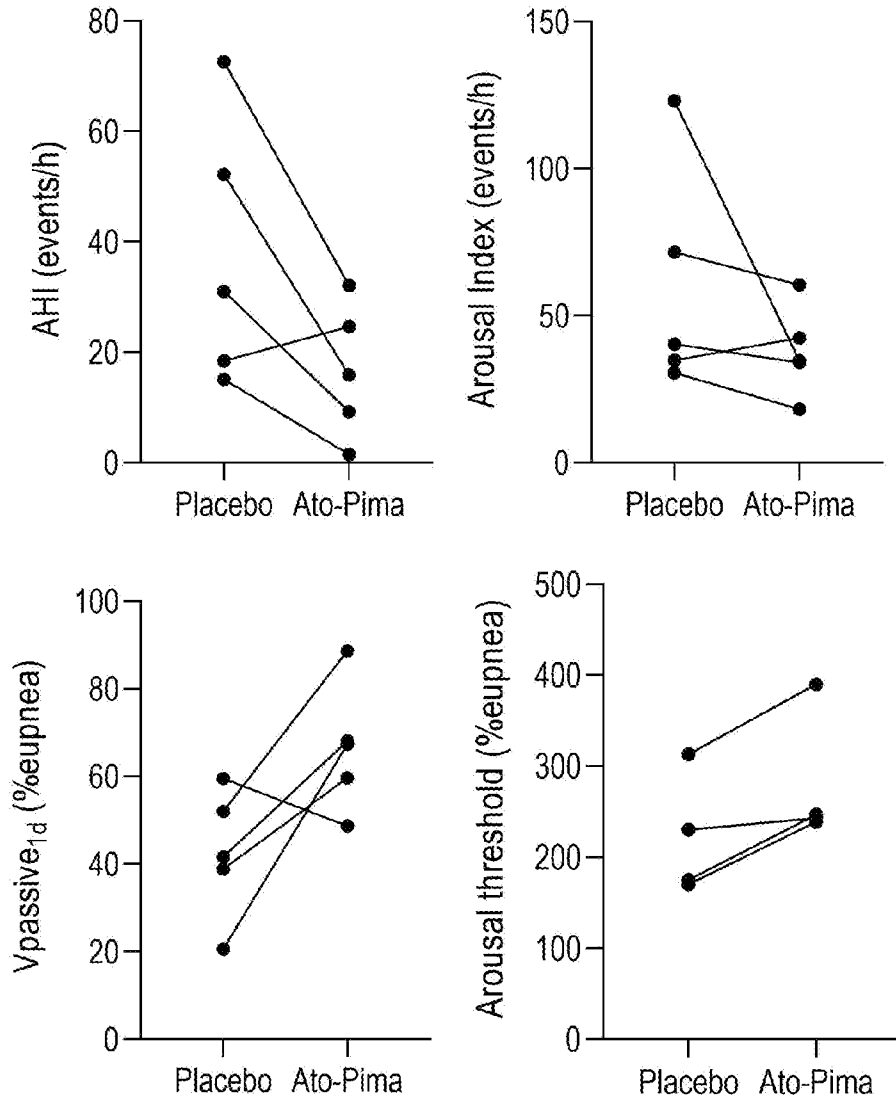 AHI (events/h)
80
60
40
20
0
Placebo Ato-Pima
Arousal Index (events/h)
150
100
50
0
Placebo Ato-Pima
Vpassive1d (%eupnea)
100
80
60
40
20
0
Placebo Ato-Pima
Arousal threshold (%eupnea)
500
400
300
200
100
0
Placebo Ato-Pima